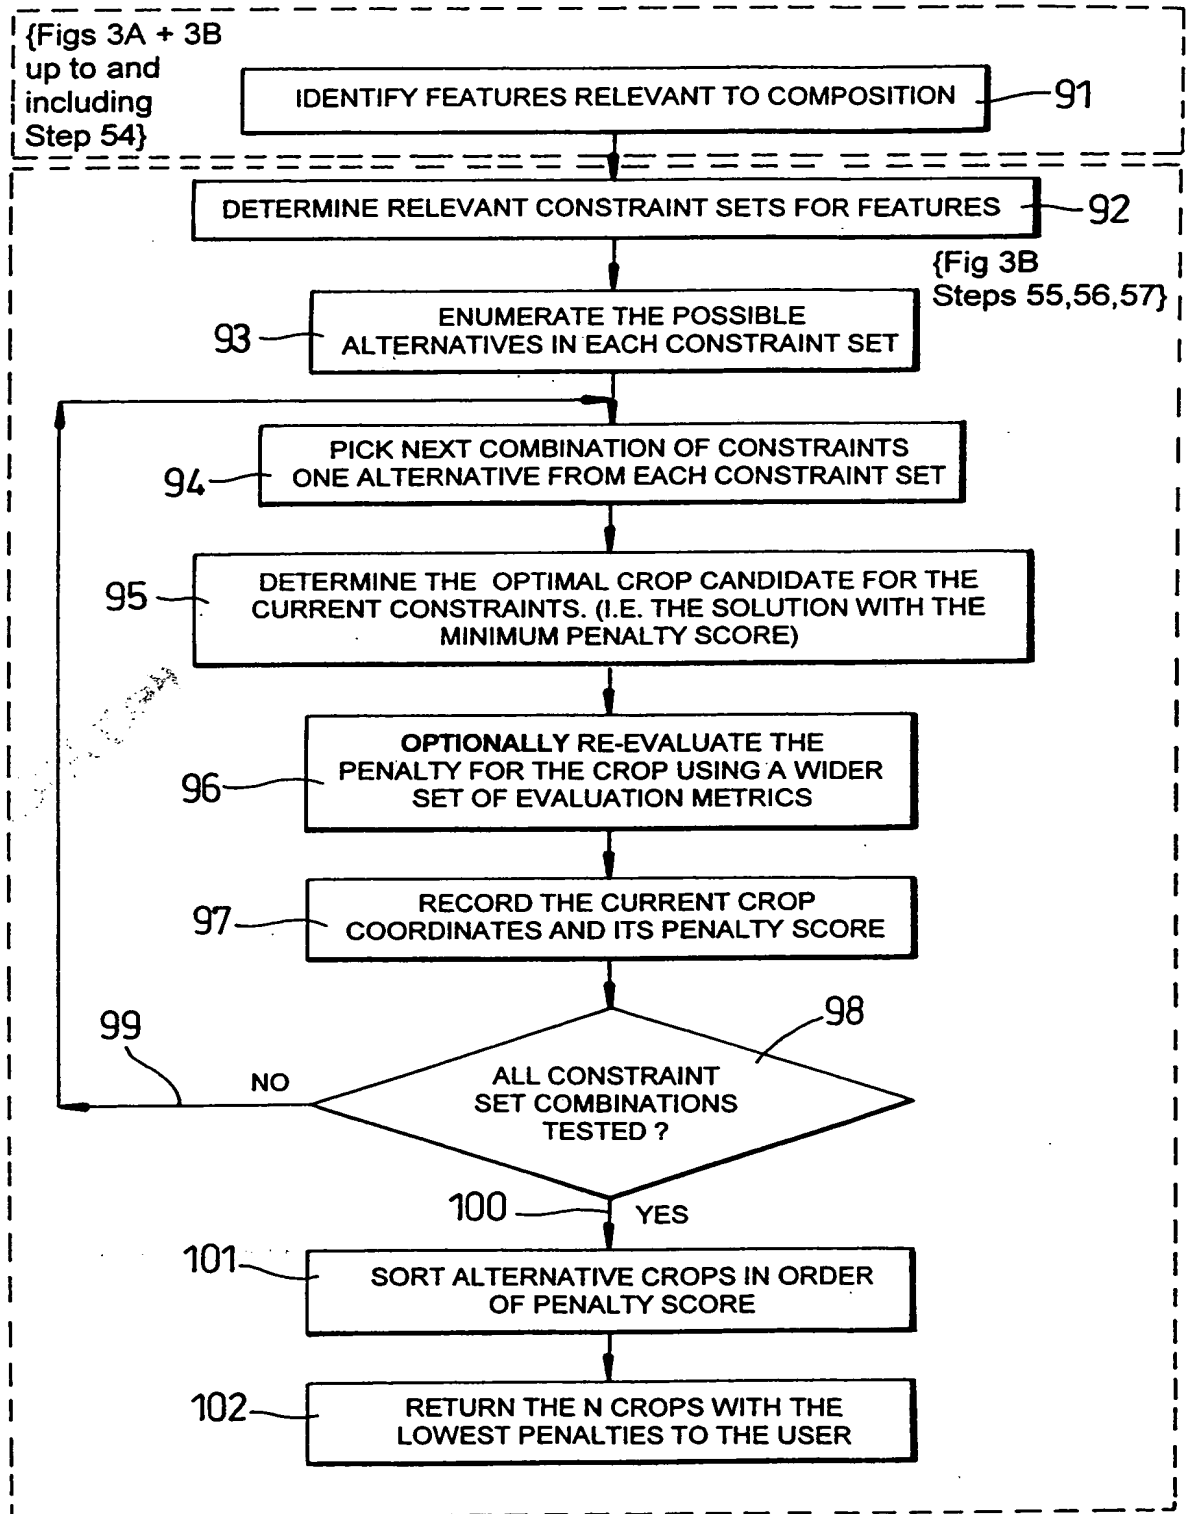 {Figs 3A + 3B
up to and
including
Step 54}
IDENTIFY FEATURES RELEVANT TO COMPOSITION
91
DETERMINE RELEVANT CONSTRAINT SETS FOR FEATURES
92
{Fig 3B
Steps 55,56,57}
ENUMERATE THE POSSIBLE
ALTERNATIVES IN EACH CONSTRAINT SET
93
PICK NEXT COMBINATION OF CONSTRAINTS
ONE ALTERNATIVE FROM EACH CONSTRAINT SET
94
DETERMINE THE OPTIMAL CROP CANDIDATE FOR THE
CURRENT CONSTRAINTS. (I.E. THE SOLUTION WITH THE
MINIMUM PENALTY SCORE)
95
OPTIONALLY RE-EVALUATE THE
PENALTY FOR THE CROP USING A WIDER
SET OF EVALUATION METRICS
96
RECORD THE CURRENT CROP
COORDINATES AND ITS PENALTY SCORE
97
98
99
NO
ALL CONSTRAINT
SET COMBINATIONS
TESTED ?
100
YES
101
SORT ALTERNATIVE CROPS IN ORDER
OF PENALTY SCORE
102
RETURN THE N CROPS WITH THE
LOWEST PENALTIES TO THE USER